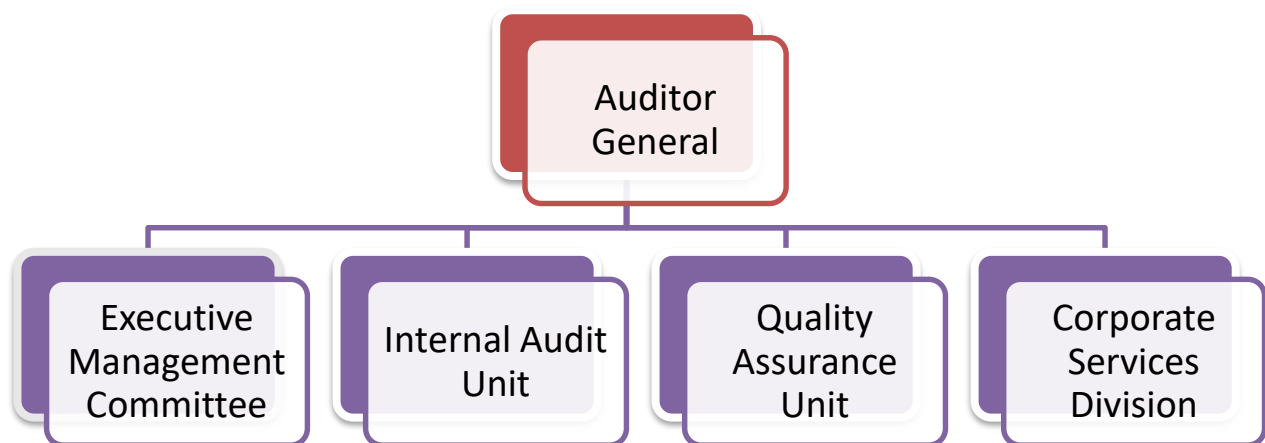 Auditor
General
Executive
Management
Committee
Internal Audit
Unit
Quality
Assurance
Unit
Corporate
Services
Division